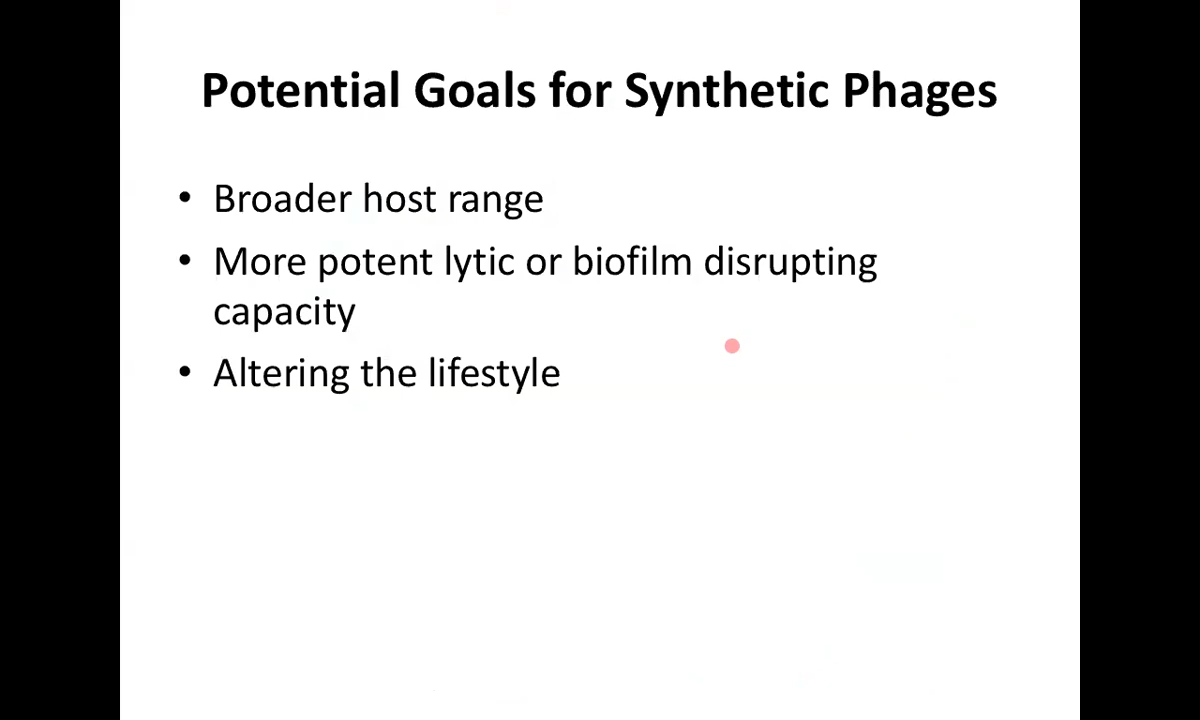 Potential Goals for Synthetic Phages
• Broader host range
• More potent lytic or biofilm disrupting
capacity
• Altering the lifestyle